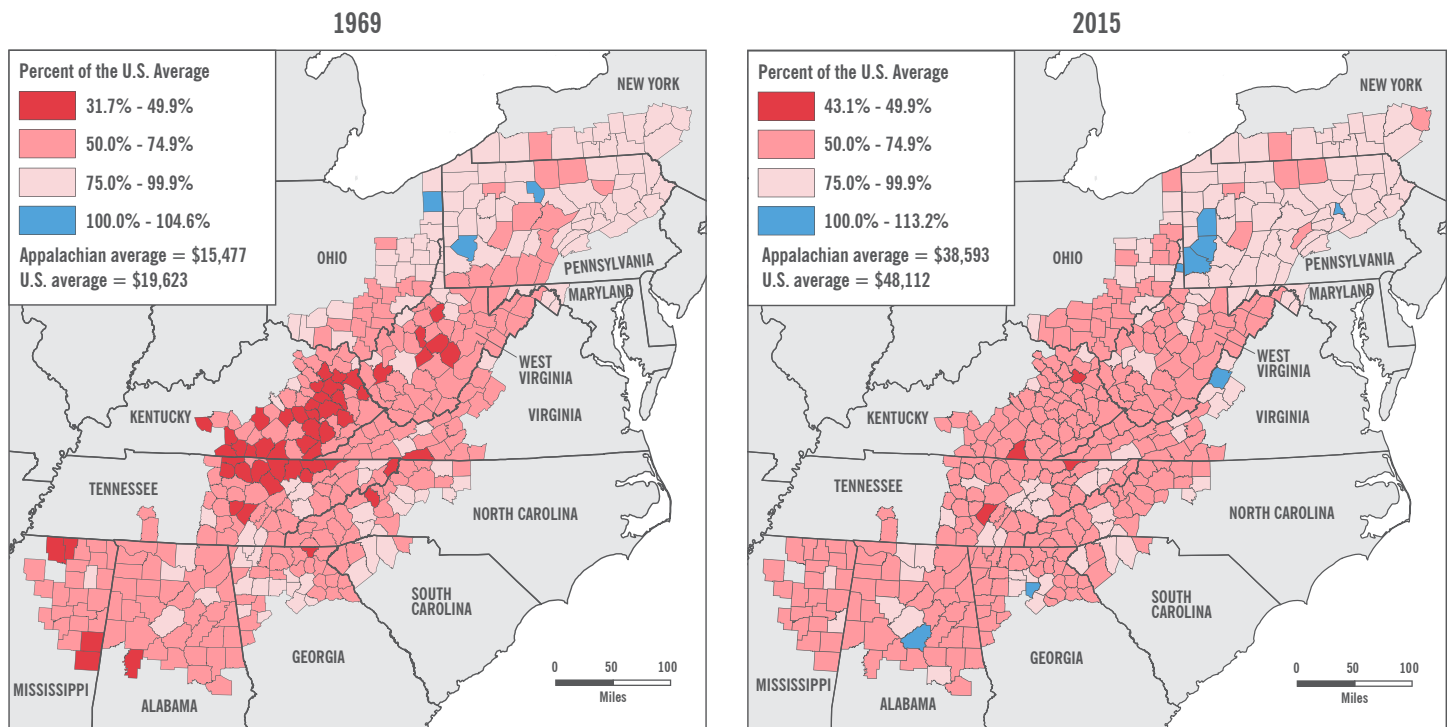 1969
Percent of the U.S. Average
31.7% - 49.9%
50.0% - 74.9%
75.0% - 99.9%
100.0% - 104.6%
Appalachian average = $15,477
U.S. average = $19,623
NEW YORK
OHIO
PENNSYLVANIA
MARYLAND
WEST
VIRGINIA
VIRGINIA
KENTUCKY
TENNESSEE
NORTH CAROLINA
SOUTH
CAROLINA
GEORGIA
MISSISSIPPI
ALABAMA
0 50 100
Miles
2015
Percent of the U.S. Average
43.1% - 49.9%
50.0% - 74.9%
75.0% - 99.9%
100.0% - 113.2%
Appalachian average = $38,593
U.S. average = $48,112
NEW YORK
OHIO
PENNSYLVANIA
MARYLAND
WEST
VIRGINIA
VIRGINIA
KENTUCKY
TENNESSEE
NORTH CAROLINA
SOUTH
CAROLINA
GEORGIA
MISSISSIPPI
ALABAMA
0 50 100
Miles